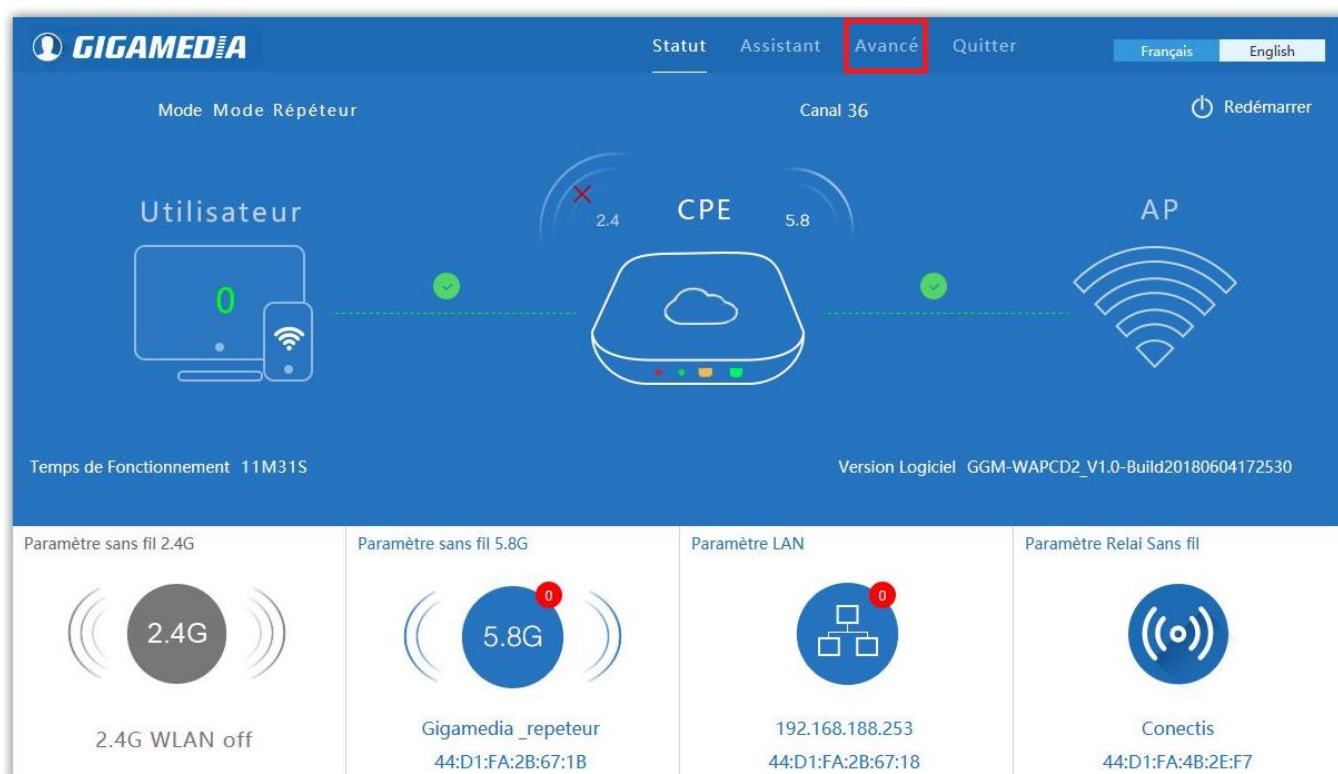 GIGAMEDIA
Statut Assistant Avancé Quitter Français English
Mode Mode Répéteur Canal 36 Redémarrer
Utilisateur 2.4 CPE 5.8 AP
0
Temps de Fonctionnement 11M31S Version Logiciel GGM-WAPCD2_V1.0-Build20180604172530
Paramètre sans fil 2.4G Paramètre sans fil 5.8G Paramètre LAN Paramètre Relai Sans fil
0 0
2.4G 5.8G
2.4G WLAN off Gigamedia _repeteur 192.168.188.253 Conectis
44:D1:FA:2B:67:1B 44:D1:FA:2B:67:18 44:D1:FA:4B:2E:F7